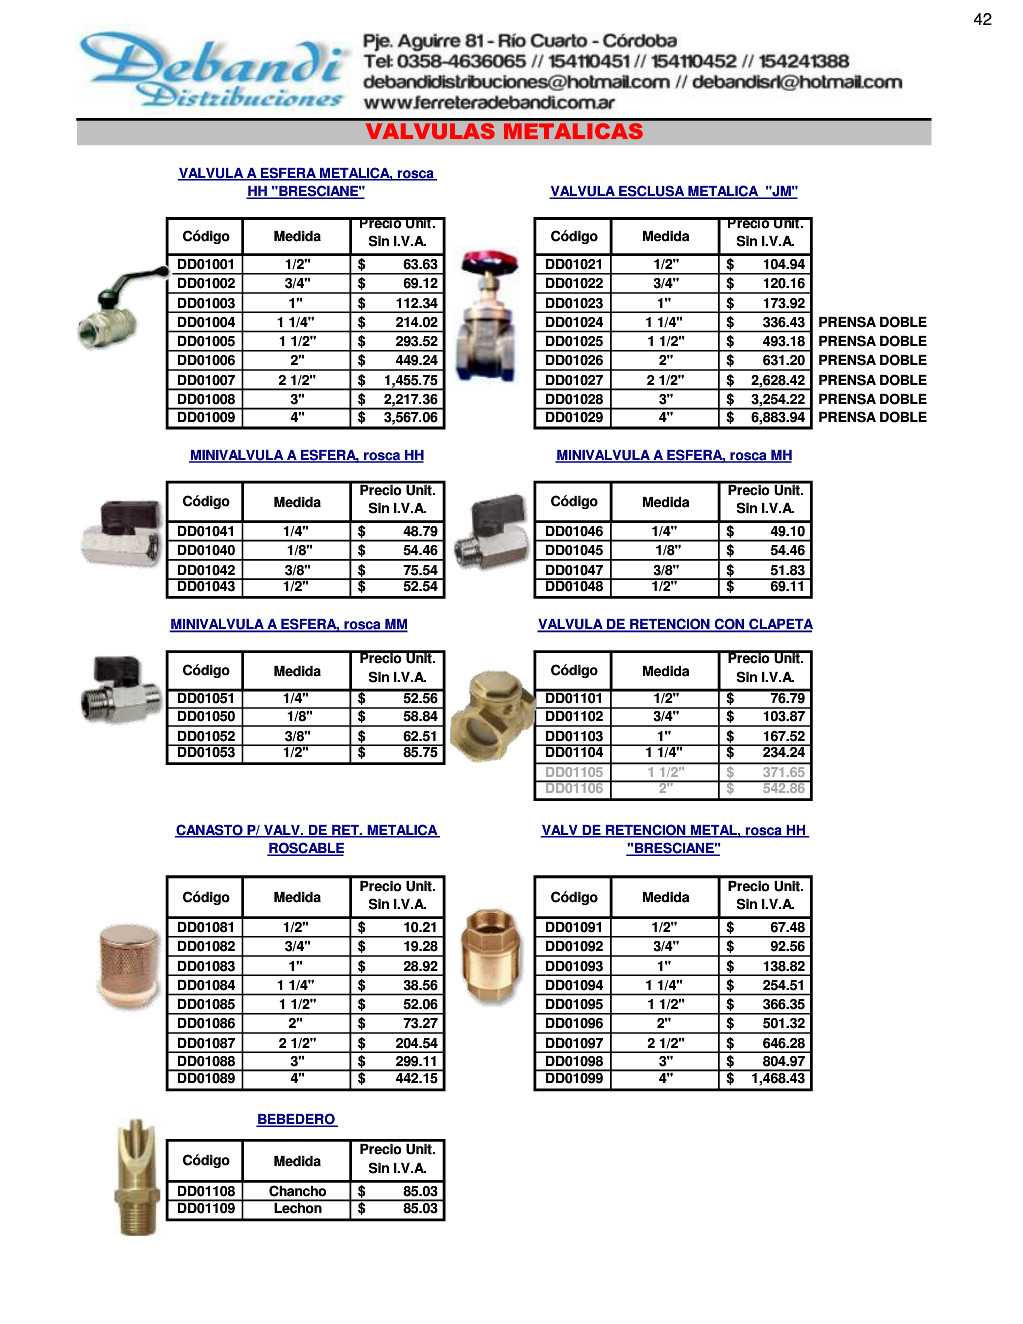 42
Debandi
Distribuciones
Pje. Aguirre 81 - Río Cuarto - Córdoba
Tel: 0358-4636065 // 154110451 // 154110452 // 154241388
debandidistribuciones@hotmail.com // debandisrl@hotmail.com
www.ferreteradebandi.com.ar
VALVULAS METALICAS
VALVULA A ESFERA METALICA, rosca
HH "BRESCIANE"
Código Medida Precio Unit.
Sin I.V.A.
DD01001 1/2" $ 63.63
DD01002 3/4" $ 69.12
DD01003 1" $ 112.34
DD01004 1 1/4" $ 214.02
DD01005 1 1/2" $ 293.52
DD01006 2" $ 449.24
DD01007 2 1/2" $ 1,455.75
DD01008 3" $ 2,217.36
DD01009 4" $ 3,567.06
VALVULA ESCLUSA METALICA "JM"
Código Medida Precio Unit.
Sin I.V.A.
DD01021 1/2" $ 104.94
DD01022 3/4" $ 120.16
DD01023 1" $ 173.92
DD01024 1 1/4" $ 336.43 PRENSA DOBLE
DD01025 1 1/2" $ 493.18 PRENSA DOBLE
DD01026 2" $ 631.20 PRENSA DOBLE
DD01027 2 1/2" $ 2,628.42 PRENSA DOBLE
DD01028 3" $ 3,254.22 PRENSA DOBLE
DD01029 4" $ 6,883.94 PRENSA DOBLE
MINIVALVULA A ESFERA, rosca HH
Código Medida Precio Unit.
Sin I.V.A.
DD01041 1/4" $ 48.79
DD01040 1/8" $ 54.46
DD01042 3/8" $ 75.54
DD01043 1/2" $ 52.54
MINIVALVULA A ESFERA, rosca MH
Código Medida Precio Unit.
Sin I.V.A.
DD01046 1/4" $ 49.10
DD01045 1/8" $ 54.46
DD01047 3/8" $ 51.83
DD01048 1/2" $ 69.11
MINIVALVULA A ESFERA, rosca MM
Código Medida Precio Unit.
Sin I.V.A.
DD01051 1/4" $ 52.56
DD01050 1/8" $ 58.84
DD01052 3/8" $ 62.51
DD01053 1/2" $ 85.75
VALVULA DE RETENCION CON CLAPETA
Código Medida Precio Unit.
Sin I.V.A.
DD01101 1/2" $ 76.79
DD01102 3/4" $ 103.87
DD01103 1" $ 167.52
DD01104 1 1/4" $ 234.24
DD01105 1 1/2" $ 371.65
DD01106 2" $ 542.86
CANASTO P/ VALV. DE RET. METALICA
ROSCABLE
Código Medida Precio Unit.
Sin I.V.A.
DD01081 1/2" $ 10.21
DD01082 3/4" $ 19.28
DD01083 1" $ 28.92
DD01084 1 1/4" $ 38.56
DD01085 1 1/2" $ 52.06
DD01086 2" $ 73.27
DD01087 2 1/2" $ 204.54
DD01088 3" $ 299.11
DD01089 4" $ 442.15
VALV DE RETENCION METAL, rosca HH
"BRESCIANE"
Código Medida Precio Unit.
Sin I.V.A.
DD01091 1/2" $ 67.48
DD01092 3/4" $ 92.56
DD01093 1" $ 138.82
DD01094 1 1/4" $ 254.51
DD01095 1 1/2" $ 366.35
DD01096 2" $ 501.32
DD01097 2 1/2" $ 646.28
DD01098 3" $ 804.97
DD01099 4" $ 1,468.43
BEBEDERO
Código Medida Precio Unit.
Sin I.V.A.
DD01108 Chancho $ 85.03
DD01109 Lechon $ 85.03